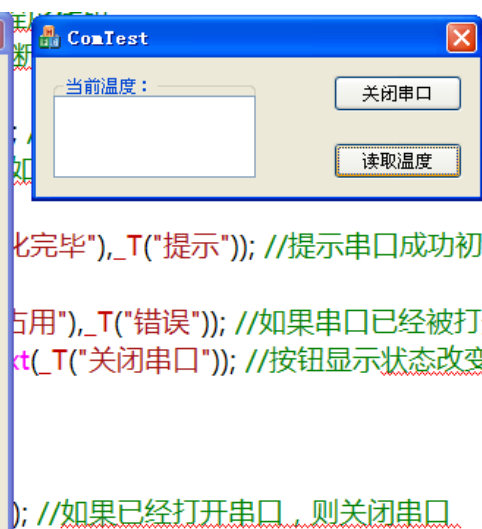 ComTest
当前温度：
关闭串口
读取温度
; /
如
化完毕"),_T("提示")); //提示串口成功初
占用"),_T("错误")); //如果串口已经被打
xt(_T("关闭串口")); //按钮显示状态改变
); //如果已经打开串口，则关闭串口